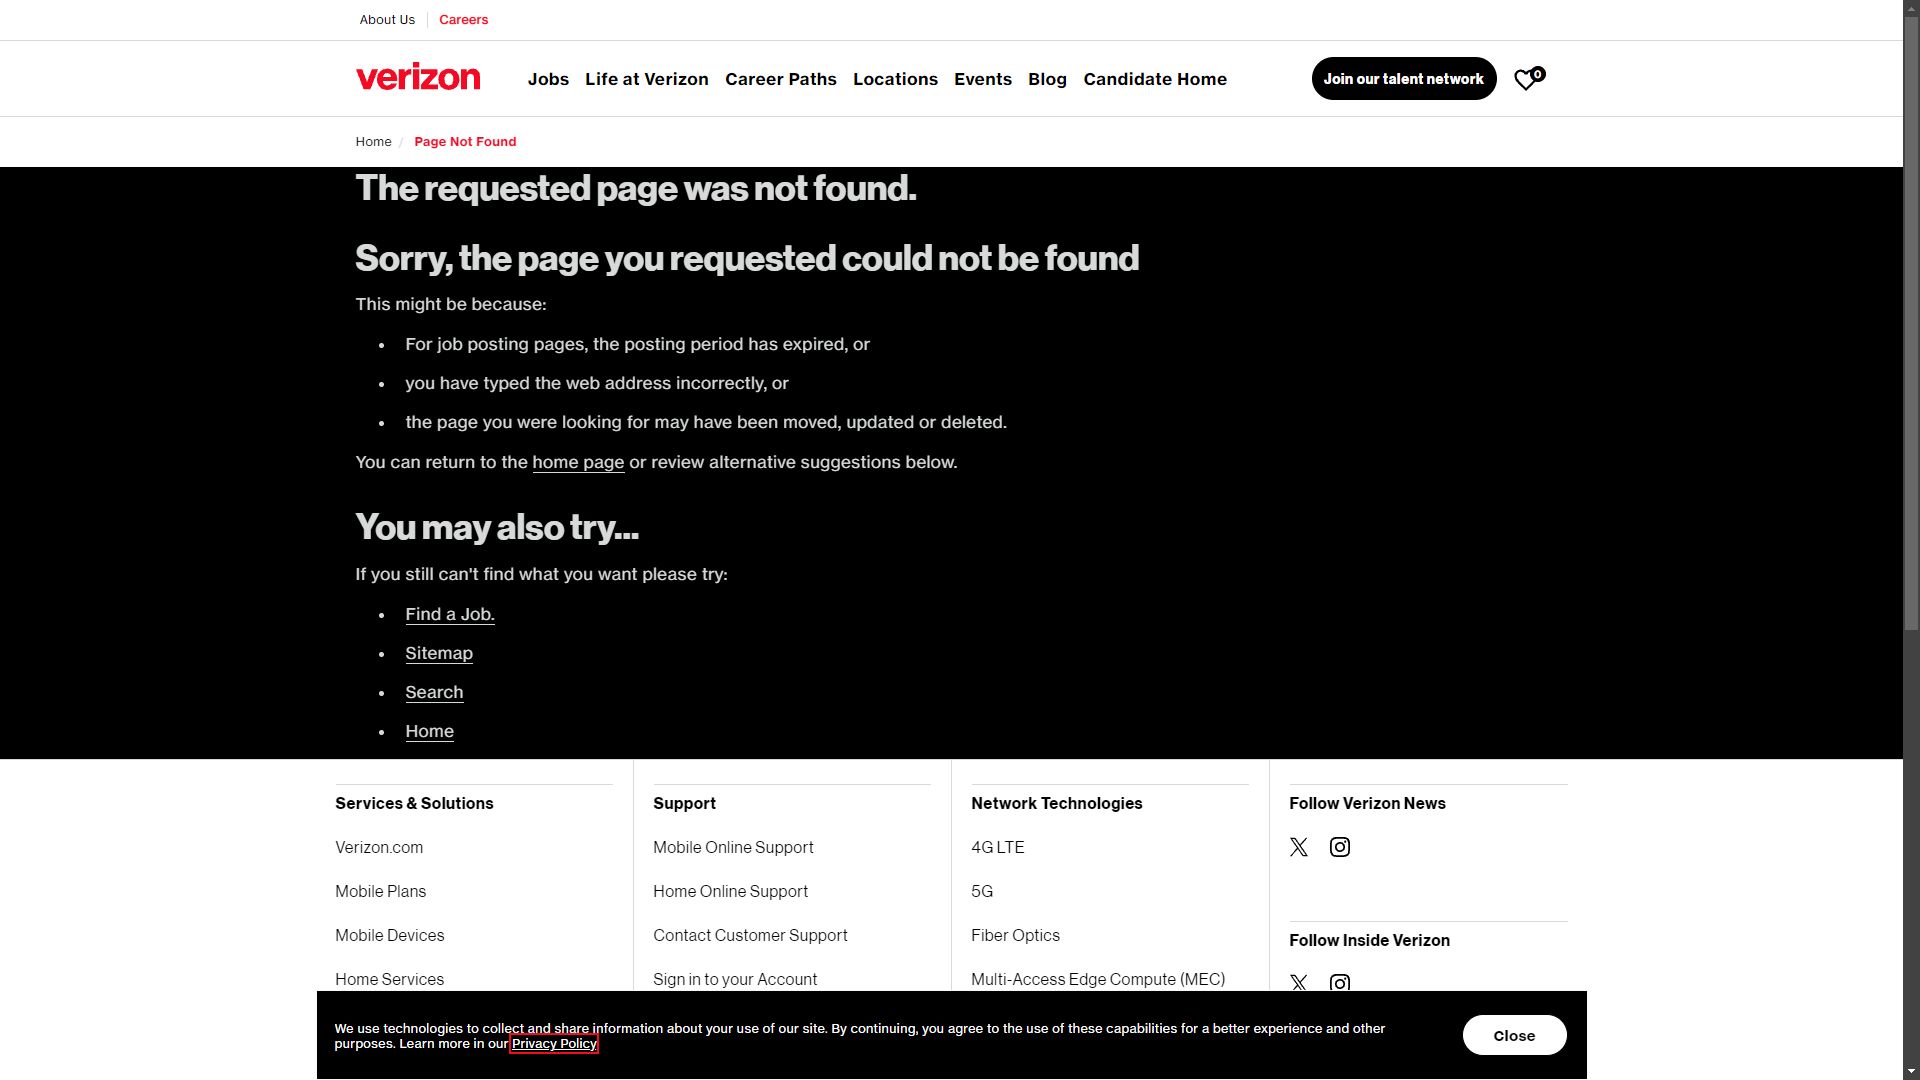 About Us
Careers
verizon
Jobs
Life at Verizon
Career Paths
Locations
Events
Blog
Candidate Home
Join our talent network
0
Home / Page Not Found
The requested page was not found.
Sorry, the page you requested could not be found
This might be because:
• For job posting pages, the posting period has expired, or
• you have typed the web address incorrectly, or
• the page you were looking for may have been moved, updated or deleted.
You can return to the home page or review alternative suggestions below.
You may also try...
If you still can't find what you want please try:
• Find a Job.
• Sitemap
• Search
• Home
Services & Solutions
Verizon.com
Mobile Plans
Mobile Devices
Home Services
Support
Mobile Online Support
Home Online Support
Contact Customer Support
Sign in to your Account
Network Technologies
4G LTE
5G
Fiber Optics
Multi-Access Edge Compute (MEC)
Follow Verizon News
Follow Inside Verizon
We use technologies to collect and share information about your use of our site. By continuing, you agree to the use of these capabilities for a better experience and other
purposes. Learn more in our Privacy Policy
Close